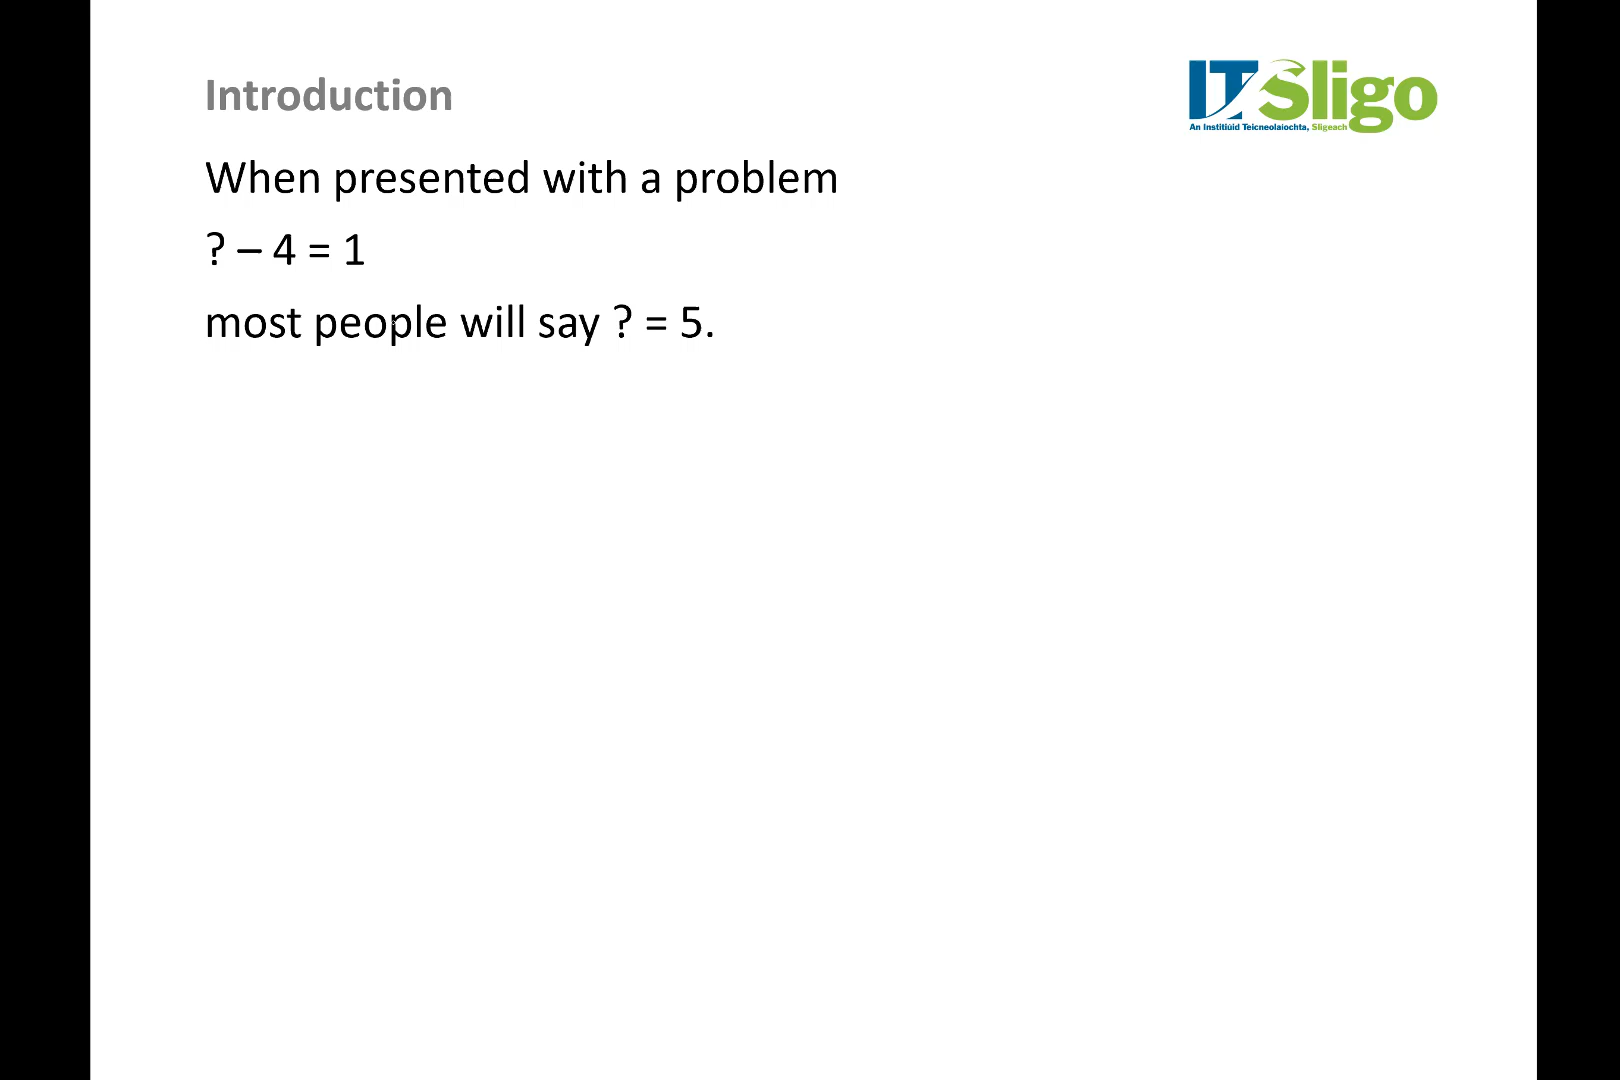 Introduction
ITSligo
An Institiúid Teicneolaíochta, Sligeach
When presented with a problem
? – 4 = 1
most people will say ? = 5.